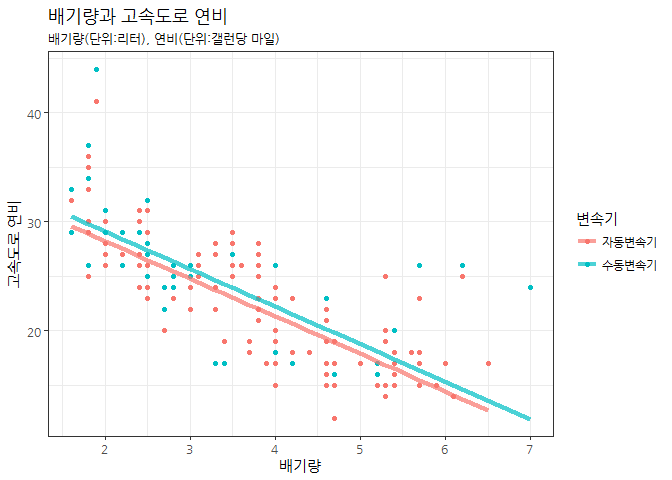 배기량과 고속도로 연비
배기량(단위:리터), 연비(단위:갤런당 마일)
고속도로 연비
40
30
20
2 3 4 5 6 7
배기량
변속기
자동변속기
수동변속기